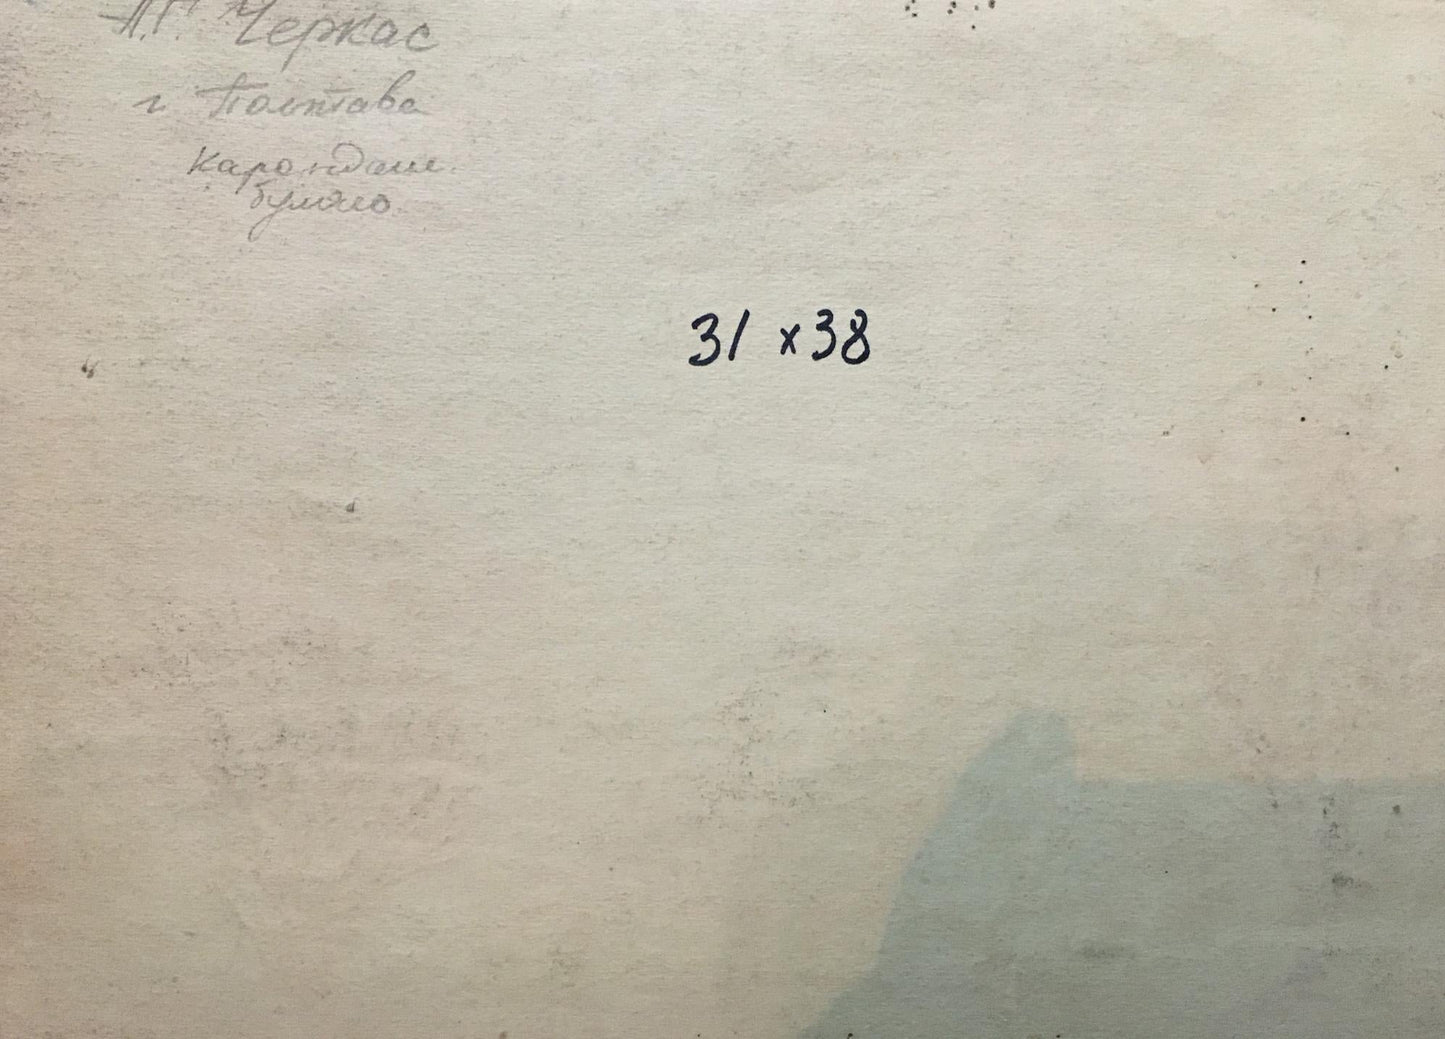 А.Г. Черкас
г Полтава
Карандаш.
бумага
31 х 38